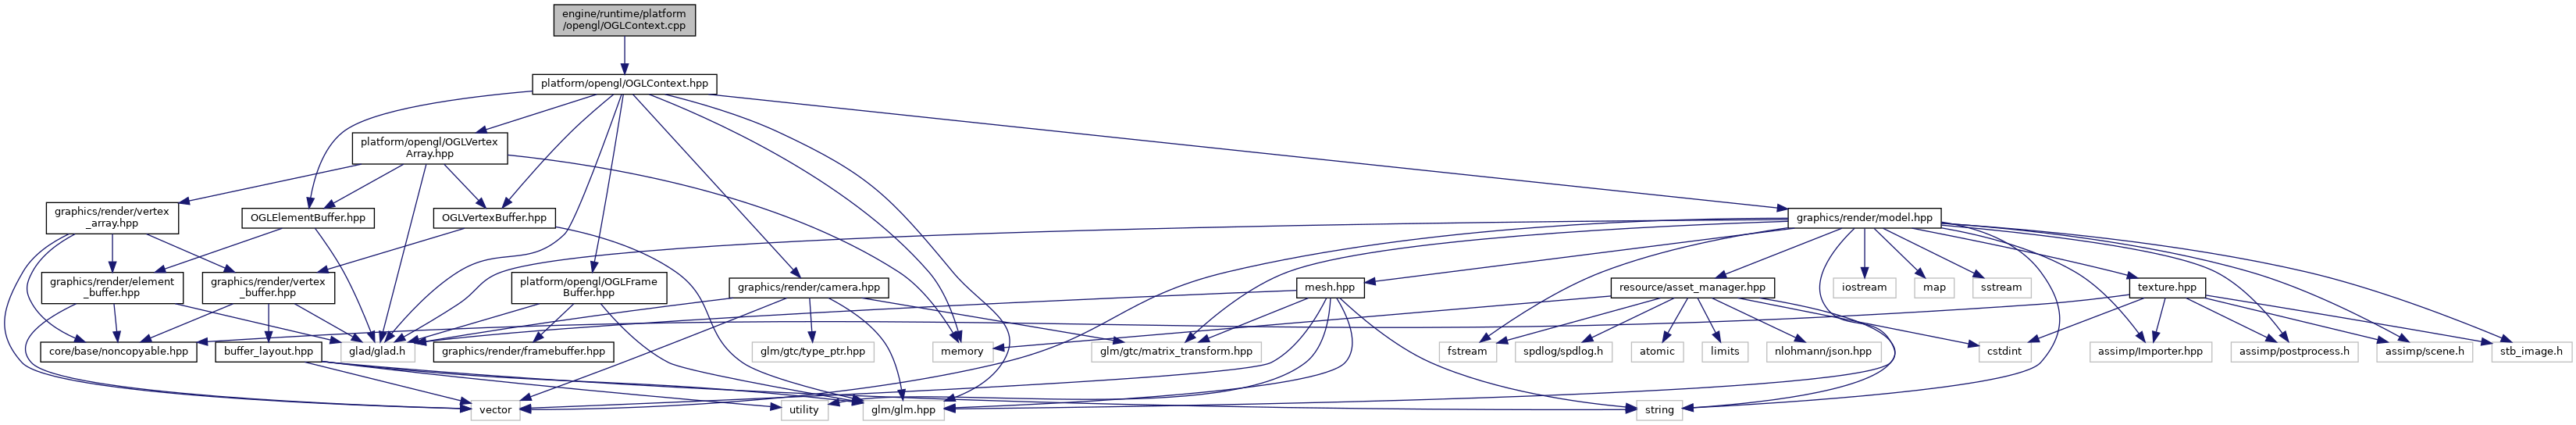 engine/runtime/platform
/opengl/OGLContext.cpp
platform/opengl/OGLContext.hpp
platform/opengl/OGLVertex
Array.hpp
graphics/render/vertex
_array.hpp
OGLElementBuffer.hpp
OGLVertexBuffer.hpp
graphics/render/model.hpp
graphics/render/element
_buffer.hpp
graphics/render/vertex
_buffer.hpp
platform/opengl/OGLFrame
Buffer.hpp
graphics/render/camera.hpp
mesh.hpp
resource/asset_manager.hpp
iostream
map
sstream
texture.hpp
core/base/noncopyable.hpp
buffer_layout.hpp
glad/glad.h
graphics/render/framebuffer.hpp
glm/gtc/type_ptr.hpp
memory
glm/gtc/matrix_transform.hpp
fstream
spdlog/spdlog.h
atomic
limits
nlohmann/json.hpp
cstdint
assimp/Importer.hpp
assimp/postprocess.h
assimp/scene.h
stb_image.h
vector
utility
glm/glm.hpp
string